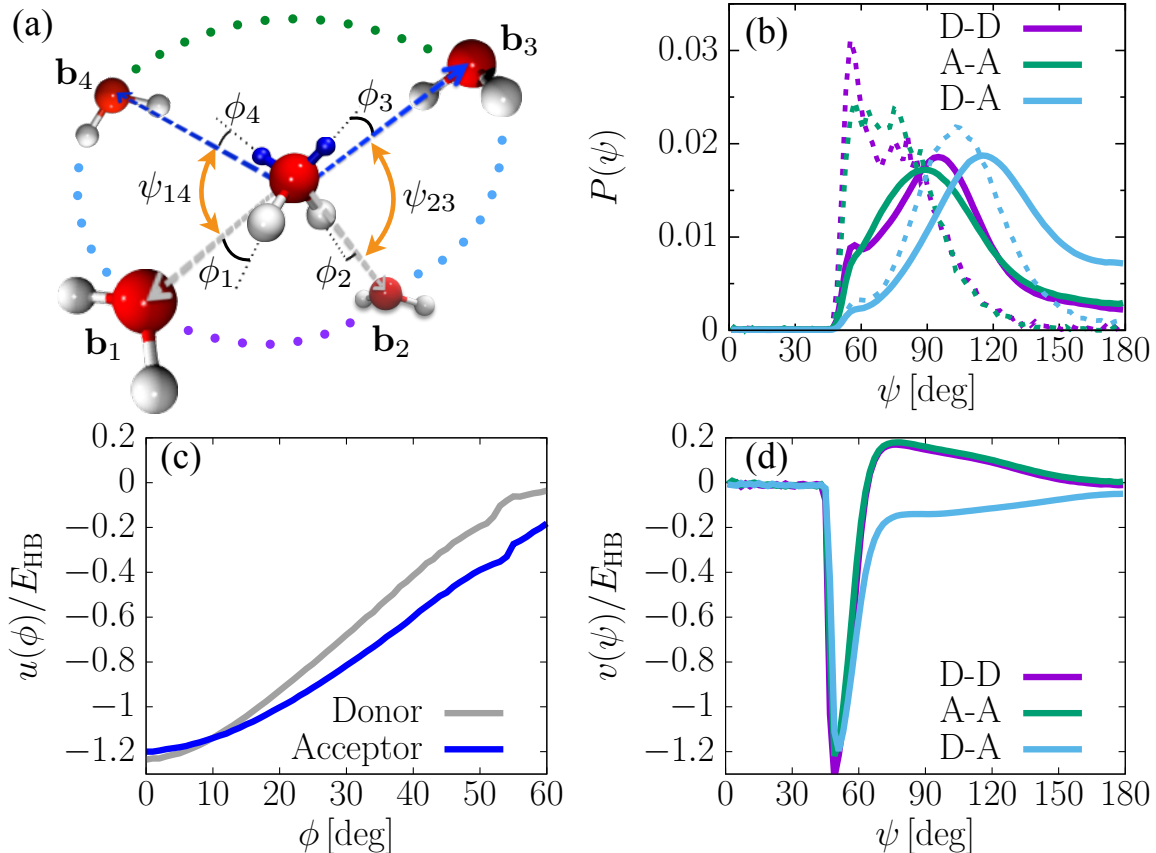 (a)
b₃
b₄
ϕ₄
ϕ₃
ψ₁₄
ψ₂₃
ϕ₁
ϕ₂
b₁
b₂
(b)
D-D
A-A
D-A
P(ψ)
0.03
0.02
0.01
0
0 30 60 90 120 150 180
ψ [deg]
(c)
u(ϕ)/E_HB
0.2
0
−0.2
−0.4
−0.6
−0.8
−1
−1.2
Donor
Acceptor
0 10 20 30 40 50 60
ϕ [deg]
(d)
v(ψ)/E_HB
0.2
0
−0.2
−0.4
−0.6
−0.8
−1
−1.2
D-D
A-A
D-A
0 30 60 90 120 150 180
ψ [deg]